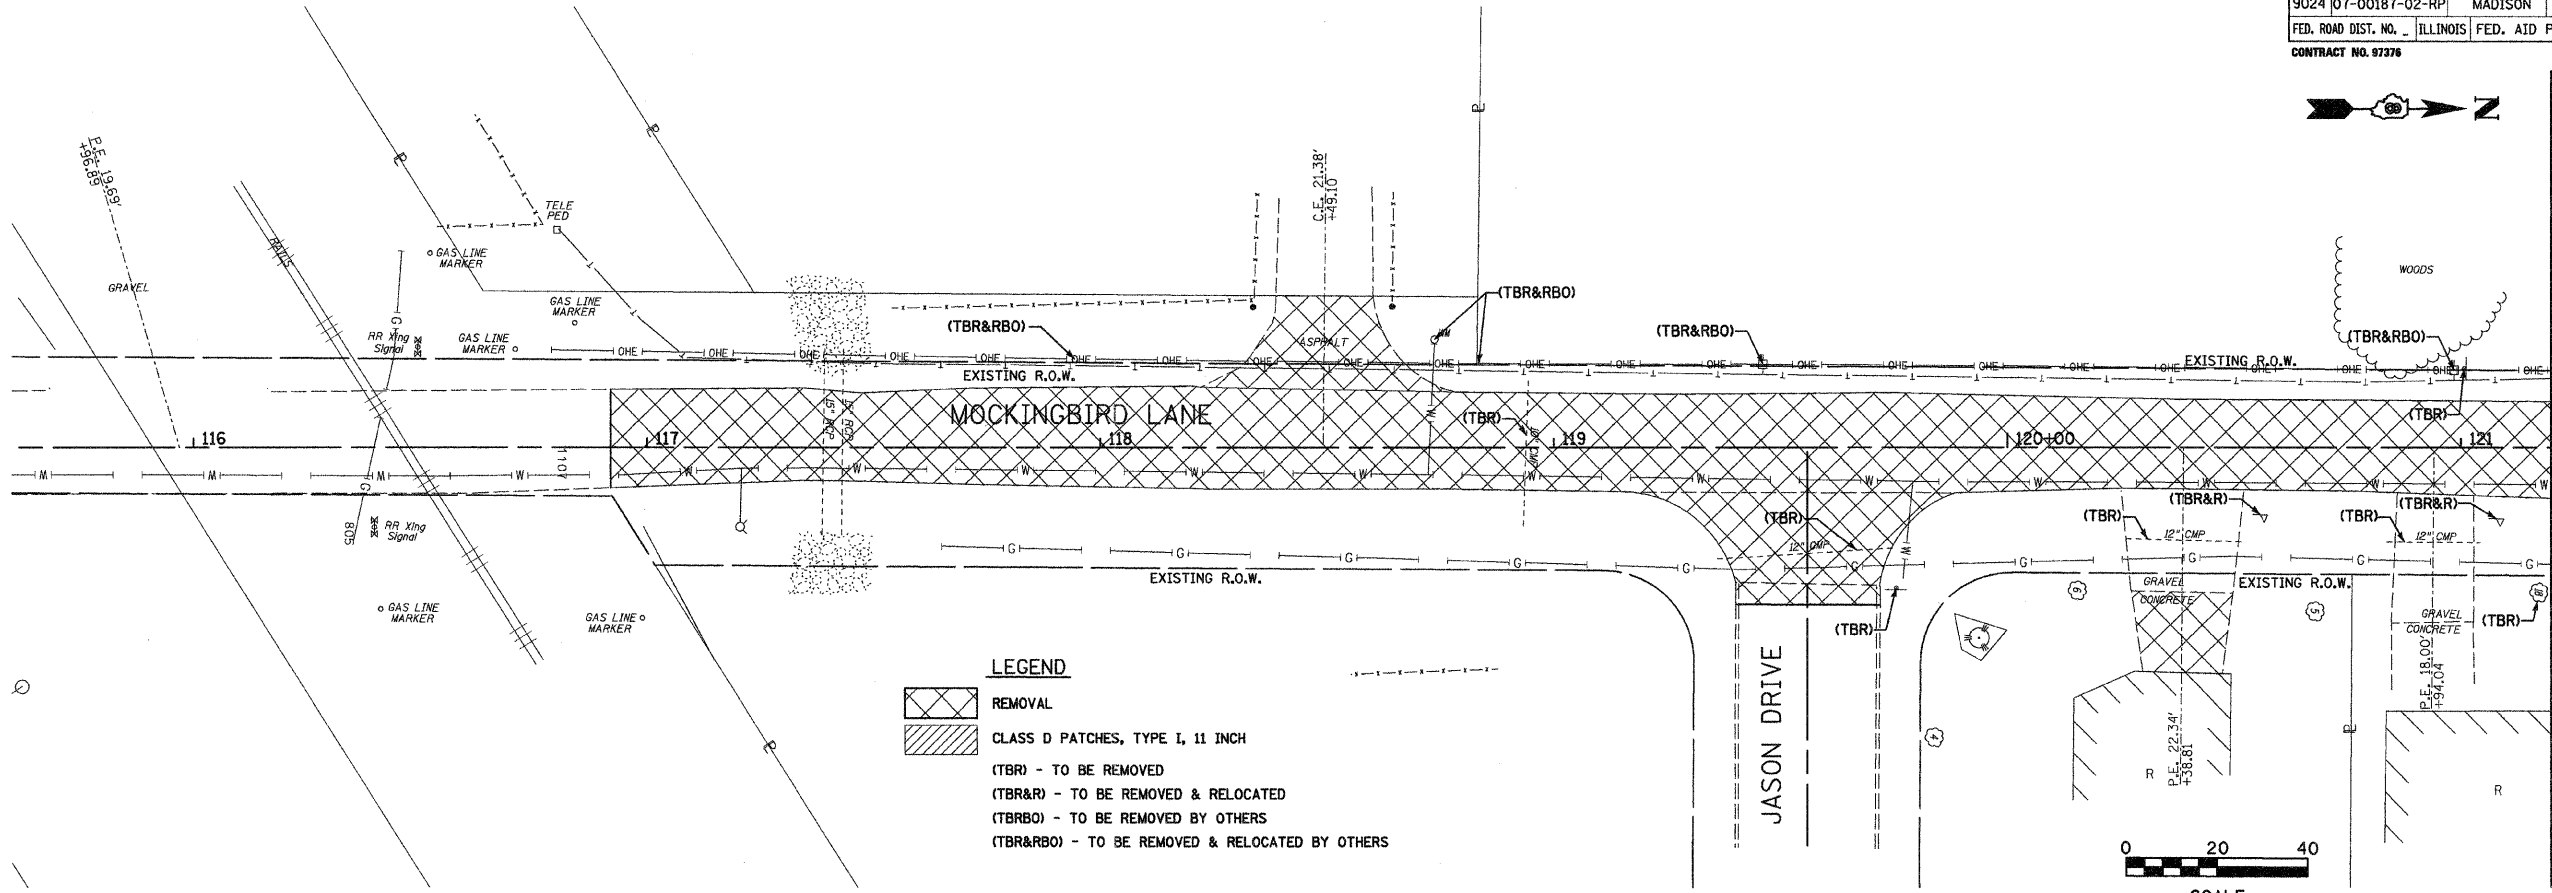 9024 07-00187-02-RP MADISON
FED. ROAD DIST. NO. _ ILLINOIS FED. AID P
CONTRACT NO. 97376
N
P.E. 19.69'
+96.89
GRAVEL
RAILS
TELE
PED
GAS LINE
MARKER
GAS LINE
MARKER
GAS LINE
MARKER
RR Xing
Signal
C.E. 21.38'
+49.10
(TBR&RBO)
(TBR&RBO)
(TBR&RBO)
(TBR&RBO)
WM
ASPHALT
WOODS
EXISTING R.O.W.
EXISTING R.O.W.
MOCKINGBIRD LANE
15" RCP
15" RCP
(TBR)
(TBR)
116
117
118
119
120+00
121
805
RR Xing
Signal
GAS LINE
MARKER
GAS LINE
MARKER
EXISTING R.O.W.
(TBR)
12" CMP
(TBR)
(TBR)
12" CMP
(TBR&R)
(TBR)
12" CMP
(TBR&R)
EXISTING R.O.W.
GRAVEL
CONCRETE
GRAVEL
CONCRETE
(TBR)
6
5
18
4
JASON DRIVE
P.E. 22.34'
+38.81
P.E. 18.00'
+94.04
R
R
LEGEND
REMOVAL
CLASS D PATCHES, TYPE I, 11 INCH
(TBR) - TO BE REMOVED
(TBR&R) - TO BE REMOVED & RELOCATED
(TBRBO) - TO BE REMOVED BY OTHERS
(TBR&RBO) - TO BE REMOVED & RELOCATED BY OTHERS
0 20 40